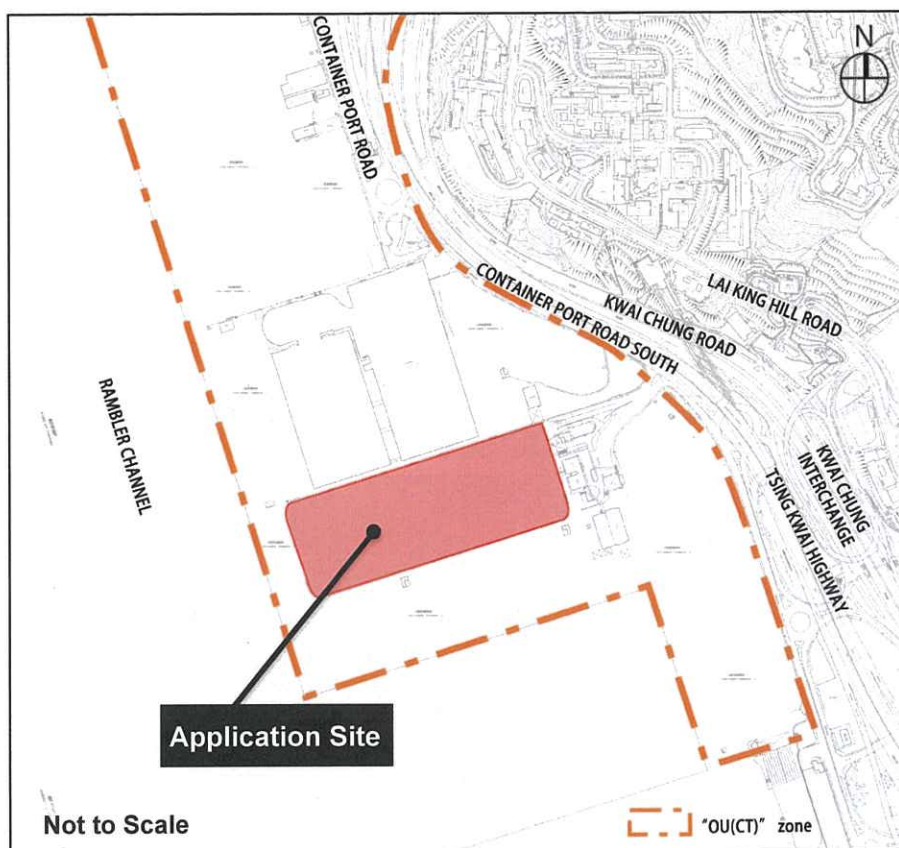 N
CONTAINER PORT ROAD
LAI KING HILL ROAD
KWAI CHUNG ROAD
CONTAINER PORT ROAD SOUTH
RAMBLER CHANNEL
KWAI CHUNG
INTERCHANGE
TSING KWAI HIGHWAY
Application Site
Not to Scale
"OU(CT)" zone